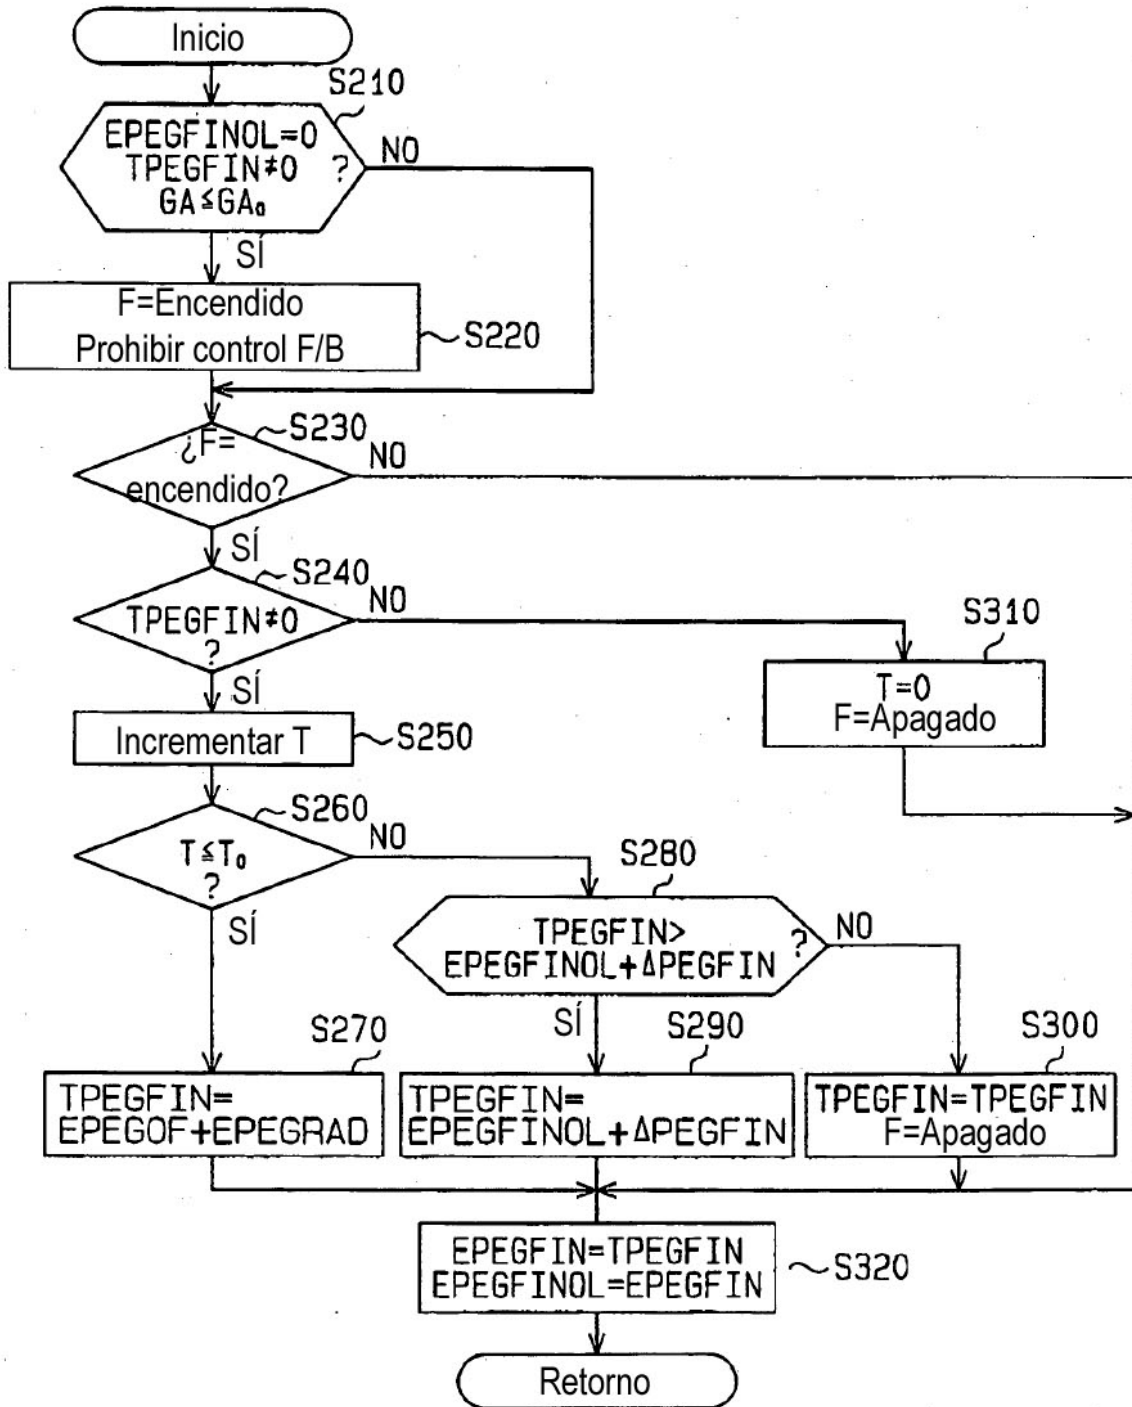 Inicio
S210
EPEGFINOL=0
TPEGFIN≠0 ?
GA≦GA₀
NO
SÍ
F=Encendido
Prohibir control F/B
S220
S230
¿F=
encendido?
NO
SÍ
S240
TPEGFIN≠0
?
NO
SÍ
S310
T=0
F=Apagado
Incrementar T
S250
S260
T≦T₀
?
NO
SÍ
S280
TPEGFIN>
EPEGFINOL+ΔPEGFIN ?
NO
SÍ
S270
TPEGFIN=
EPEGOF+EPEGRAD
S290
TPEGFIN=
EPEGFINOL+ΔPEGFIN
S300
TPEGFIN=TPEGFIN
F=Apagado
EPEGFIN=TPEGFIN
EPEGFINOL=EPEGFIN
S320
Retorno